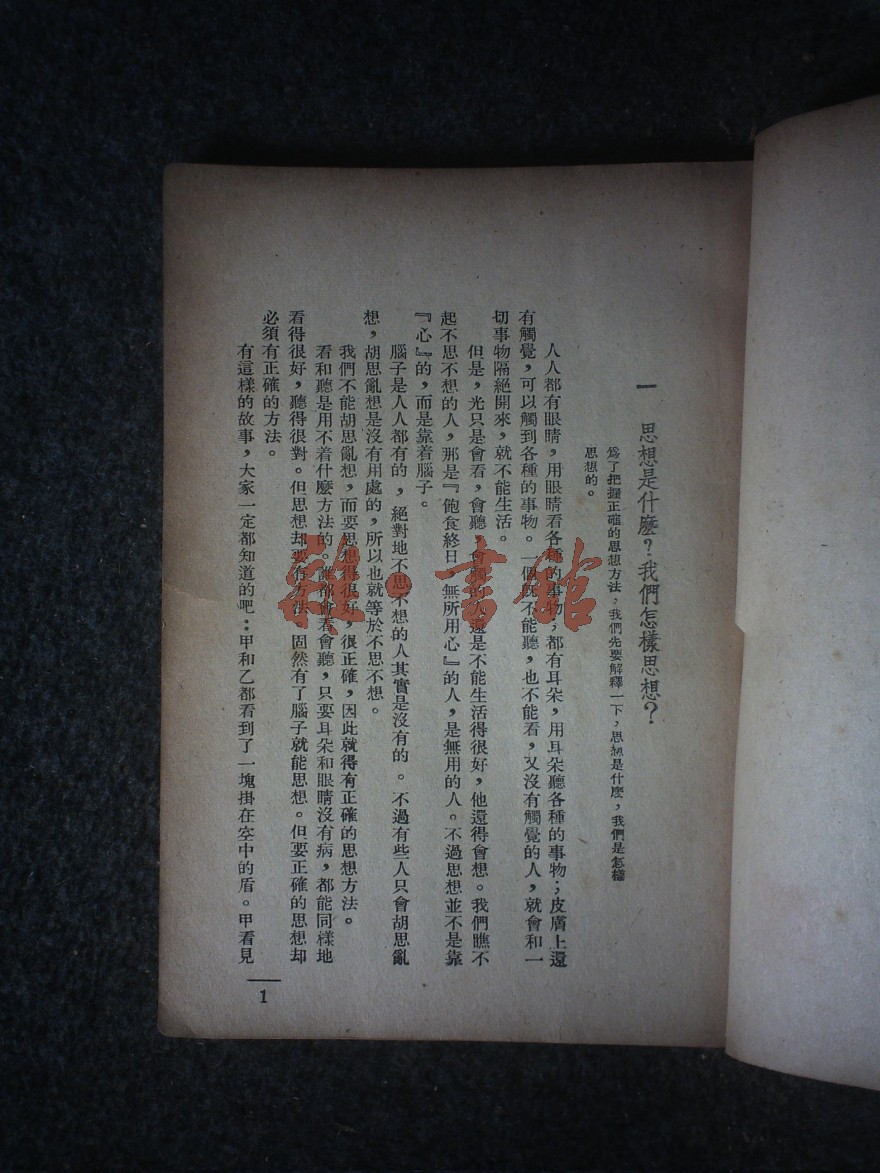 一 思想是什麼？我們怎樣思想？
爲了把握正確的思想方法，我們先要解釋一下，思想是什麼，我們是怎樣
思想的。
人人都有眼睛，用眼睛看各種的事物；都有耳朵，用耳朵聽各種的事物；皮膚上還
有觸覺，可以觸到各種的事物。一個既不能聽，也不能看，又沒有觸覺的人，就會和一
切事物隔絕開來，就不能生活。
但是，光只是會看，會聽，會觸的人還是不能生活得很好，他還得會想。我們瞧不
起不思不想的人，那是『飽食終日，無所用心』的人，是無用的人。不過思想並不是靠
『心』的，而是靠着腦子。
腦子是人人都有的，絕對地不思不想的人其實是沒有的。不過有些人只會胡思亂
想，胡思亂想是沒有用處的，所以也就等於不思不想。
我們不能胡思亂想，而要思想得很好，很正確，因此就得有正確的思想方法。
看和聽是用不着什麼方法的。誰都會看會聽，只要耳朵和眼睛沒有病，都能同樣地
看得很好，聽得很對。但思想却要有方法，固然有了腦子就能思想。但要正確的思想却
必須有正確的方法。
有這樣的故事，大家一定都知道的吧：甲和乙都看到了一塊掛在空中的盾。甲看見
1
書館